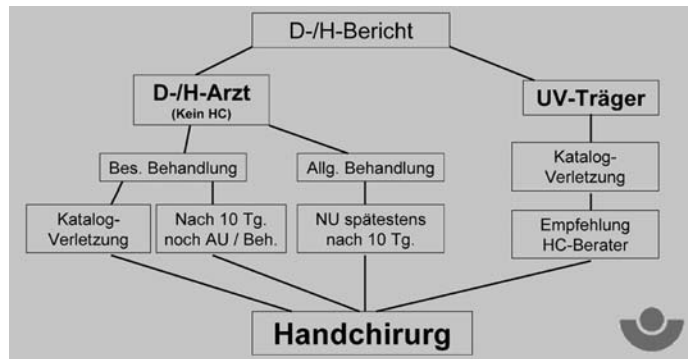 D-/H-Bericht
D-/H-Arzt
(Kein HC)
UV-Träger
Bes. Behandlung
Allg. Behandlung
Katalog-
Verletzung
Katalog-
Verletzung
Nach 10 Tg.
noch AU / Beh.
NU spätestens
nach 10 Tg.
Empfehlung
HC-Berater
Handchirurg